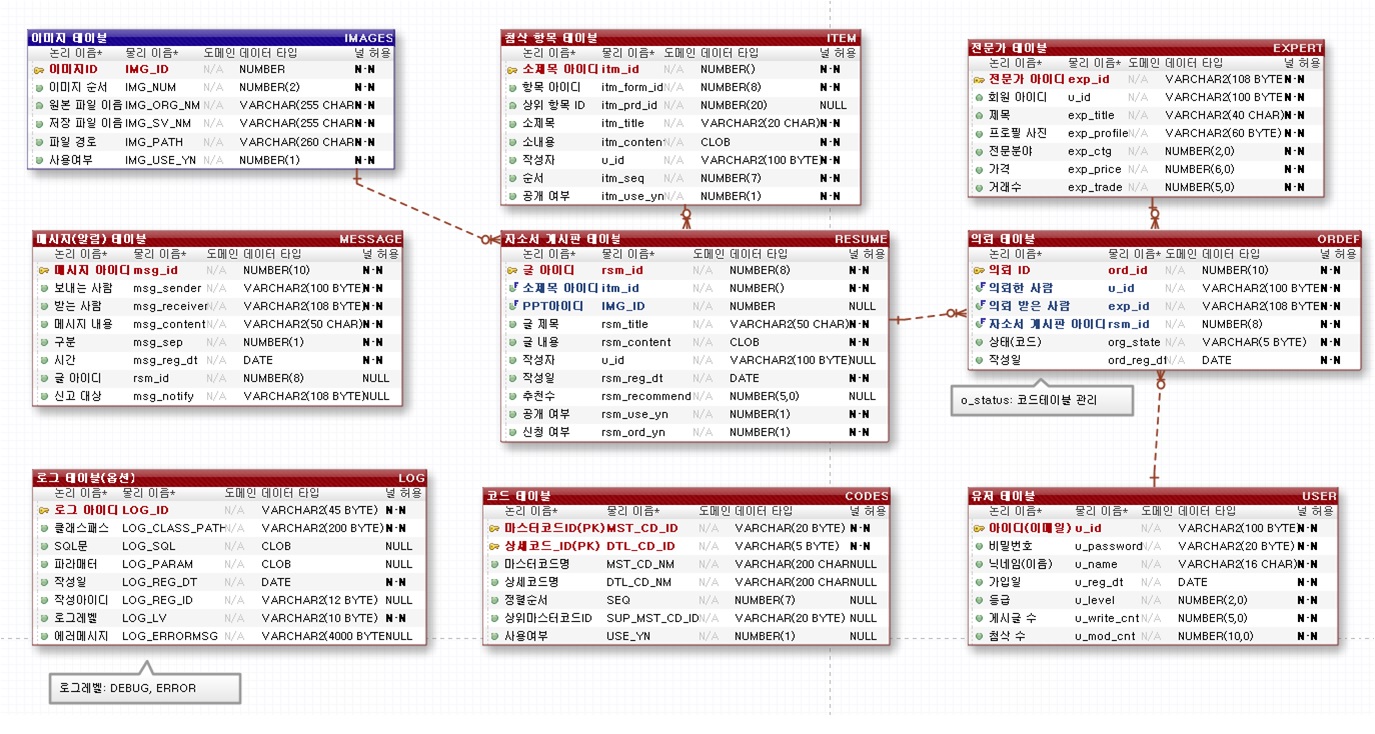 이미지 테이블 IMAGES
논리 이름* 물리 이름* 도메인 데이터 타입 널 허용
이미지ID IMG_ID N/A NUMBER N-N
이미지 순서 IMG_NUM N/A NUMBER(2) N-N
원본 파일 이름 IMG_ORG_NM N/A VARCHAR(255 CHAR N-N
저장 파일 이름 IMG_SV_NM N/A VARCHAR(255 CHAR N-N
파일 경로 IMG_PATH N/A VARCHAR(260 CHAR N-N
사용여부 IMG_USE_YN N/A NUMBER(1) N-N
첨삭 항목 테이블 ITEM
논리 이름* 물리 이름* 도메인 데이터 타입 널 허용
소제목 아이디 itm_id N/A NUMBER() N-N
항목 아이디 itm_form_id N/A NUMBER(8) N-N
상위 항목 ID itm_prd_id N/A NUMBER(20) NULL
소제목 itm_title N/A VARCHAR2(20 CHAR) N-N
소내용 itm_content N/A CLOB N-N
작성자 u_id N/A VARCHAR2(100 BYTE) N-N
순서 itm_seq N/A NUMBER(7) N-N
공개 여부 itm_use_yn N/A NUMBER(1) N-N
전문가 테이블 EXPERT
논리 이름* 물리 이름* 도메인 데이터 타입 널 허용
전문가 아이디 exp_id N/A VARCHAR2(108 BYTE N-N
회원 아이디 u_id N/A VARCHAR2(100 BYTE N-N
제목 exp_title N/A VARCHAR2(40 CHAR) N-N
프로필 사진 exp_profile N/A VARCHAR2(60 BYTE) N-N
전문분야 exp_ctg N/A NUMBER(2,0) N-N
가격 exp_price N/A NUMBER(6,0) N-N
거래수 exp_trade N/A NUMBER(5,0) N-N
메시지(알림) 테이블 MESSAGE
논리 이름* 물리 이름* 도메인 데이터 타입 널 허용
메시지 아이디 msg_id N/A NUMBER(10) N-N
보내는 사람 msg_sender N/A VARCHAR2(100 BYTE) N-N
받는 사람 msg_receiver N/A VARCHAR2(108 BYTE) N-N
메시지 내용 msg_content N/A VARCHAR2(50 CHAR) N-N
구분 msg_sep N/A NUMBER(1) N-N
시간 msg_reg_dt N/A DATE N-N
글 아이디 rsm_id N/A NUMBER(8) NULL
신고 대상 msg_notify N/A VARCHAR2(108 BYTE) NULL
자소서 게시판 테이블 RESUME
논리 이름* 물리 이름* 도메인 데이터 타입 널 허용
글 아이디 rsm_id N/A NUMBER(8) N-N
소제목 아이디 itm_id N/A NUMBER() N-N
PPT아이디 IMG_ID N/A NUMBER NULL
글 제목 rsm_title N/A VARCHAR2(50 CHAR) N-N
글 내용 rsm_content N/A CLOB N-N
작성자 u_id N/A VARCHAR2(100 BYTE) NULL
작성일 rsm_reg_dt N/A DATE N-N
추천수 rsm_recommend N/A NUMBER(5,0) N-N
공개 여부 rsm_use_yn N/A NUMBER(1) N-N
신청 여부 rsm_ord_yn N/A NUMBER(1) N-N
의뢰 테이블 ORDEF
논리 이름* 물리 이름* 도메인 데이터 타입 널 허용
의뢰 ID ord_id N/A NUMBER(10) N-N
의뢰한 사람 u_id N/A VARCHAR2(100 BYTE N-N
의뢰 받은 사람 exp_id N/A VARCHAR2(108 BYTE N-N
자소서 게시판 아이디 rsm_id N/A NUMBER(8) N-N
상태(코드) org_state N/A VARCHAR(5 BYTE) N-N
작성일 ord_reg_dt N/A DATE N-N
o_status: 코드테이블 관리
로그 테이블(옵션) LOG
논리 이름* 물리 이름* 도메인 데이터 타입 널 허용
로그 아이디 LOG_ID N/A VARCHAR2(45 BYTE) N-N
클래스패스 LOG_CLASS_PATH N/A VARCHAR2(200 BYTE) N-N
SQL문 LOG_SQL N/A CLOB NULL
파라매터 LOG_PARAM N/A CLOB NULL
작성일 LOG_REG_DT N/A DATE N-N
작성아이디 LOG_REG_ID N/A VARCHAR2(12 BYTE) NULL
로그레벨 LOG_LV N/A VARCHAR2(10 BYTE) N-N
에러메시지 LOG_ERRORMSG N/A VARCHAR2(4000 BYTE NULL
로그레벨: DEBUG, ERROR
코드 테이블 CODES
논리 이름* 물리 이름* 도메인 데이터 타입 널 허용
마스터코드ID(PK) MST_CD_ID N/A VARCHAR(20 BYTE) N-N
상세코드_ID(PK) DTL_CD_ID N/A VARCHAR(5 BYTE) N-N
마스터코드명 MST_CD_NM N/A VARCHAR(200 CHAR NULL
상세코드명 DTL_CD_NM N/A VARCHAR(200 CHAR NULL
정렬순서 SEQ N/A NUMBER(7) NULL
상위마스터코드ID SUP_MST_CD_ID N/A VARCHAR(20 BYTE) NULL
사용여부 USE_YN N/A NUMBER(1) NULL
유저 테이블 USER
논리 이름* 물리 이름* 도메인 데이터 타입 널 허용
아이디(이메일) u_id N/A VARCHAR2(100 BYTE) N-N
비밀번호 u_password N/A VARCHAR2(20 BYTE) N-N
닉네임(이름) u_name N/A VARCHAR2(16 CHAR) N-N
가입일 u_reg_dt N/A DATE N-N
등급 u_level N/A NUMBER(2,0) N-N
게시글 수 u_write_cnt N/A NUMBER(5,0) N-N
첨삭 수 u_mod_cnt N/A NUMBER(10,0) N-N